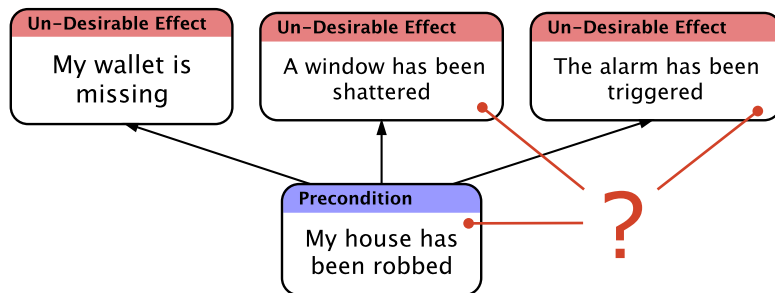 Un-Desirable Effect
My wallet is
missing
Un-Desirable Effect
A window has been
shattered
Un-Desirable Effect
The alarm has been
triggered
Precondition
My house has
been robbed
?